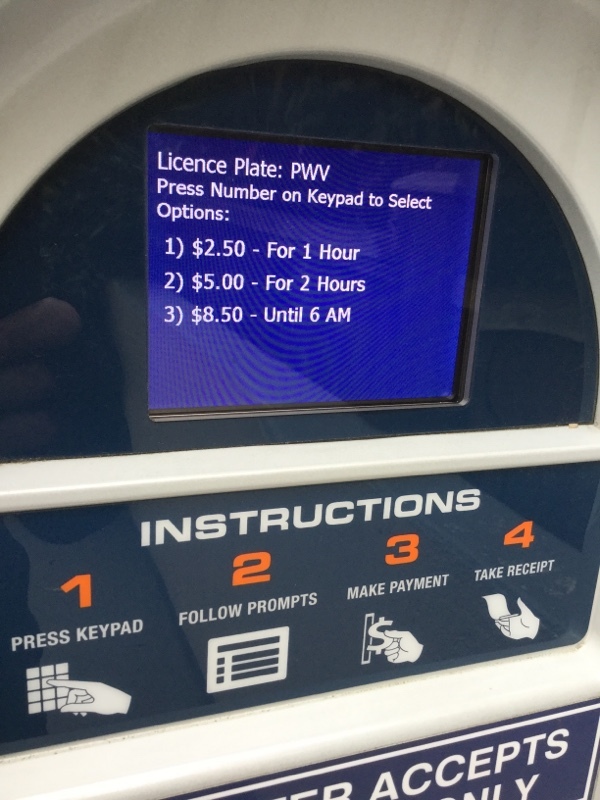 Licence Plate: PWV
Press Number on Keypad to Select
Options:
1) $2.50 - For 1 Hour
2) $5.00 - For 2 Hours
3) $8.50 - Until 6 AM
INSTRUCTIONS
1 2 3 4
PRESS KEYPAD FOLLOW PROMPTS MAKE PAYMENT TAKE RECEIPT
$
ACCEPTS